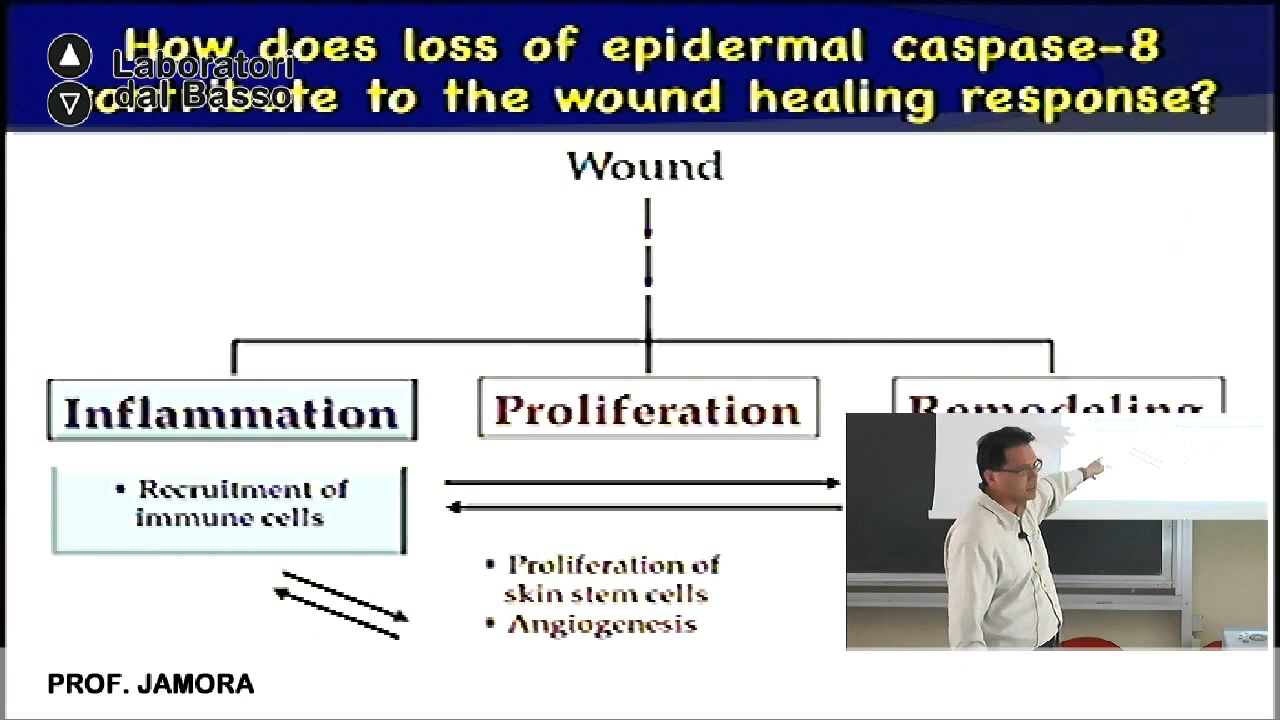 How does loss of epidermal caspase-8
Laboratori
dal Basso
to the wound healing response?
Wound
Inflammation
Proliferation
Remodeling
• Recruitment of
immune cells
• Proliferation of
skin stem cells
• Angiogenesis
PROF. JAMORA